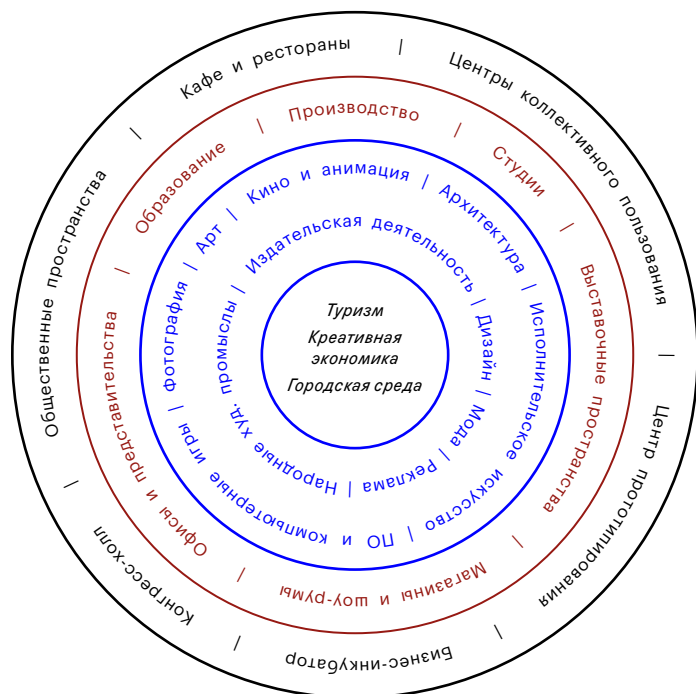 Кафе и рестораны | Центры коллективного пользования | Центр прототипирования | Бизнес-инкубатор | Конгресс-холл | Общественные пространства |
Производство | Студии | Выставочные пространства | Магазины и шоу-румы | Офисы и представительства | Образование |
Кино и анимация | Архитектура | Исполнительское искусство | ПО и компьютерные игры | фотография | Арт |
Издательская деятельность | Дизайн | Мода | Реклама | Народные худ. промыслы |
Туризм
Креативная
экономика
Городская среда